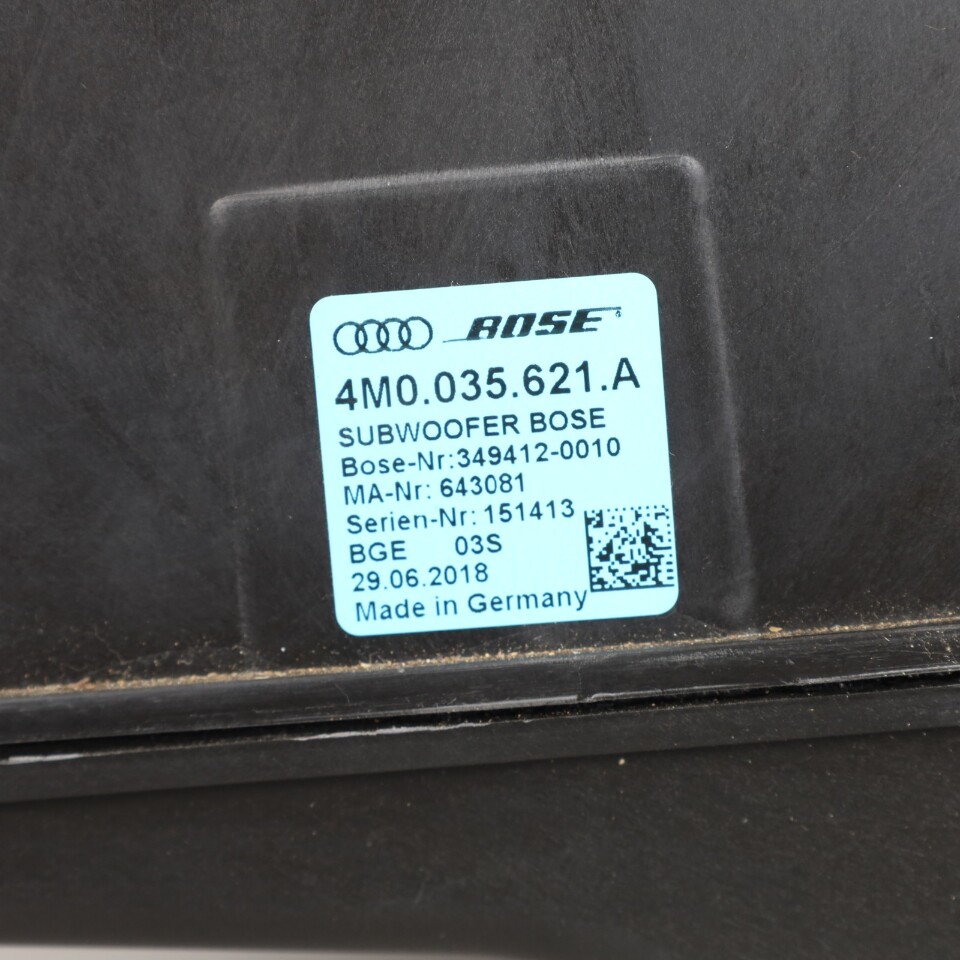 BOSE
4M0.035.621.A
SUBWOOFER BOSE
Bose-Nr:349412-0010
MA-Nr: 643081
Serien-Nr: 151413
BGE 03S
29.06.2018
Made in Germany